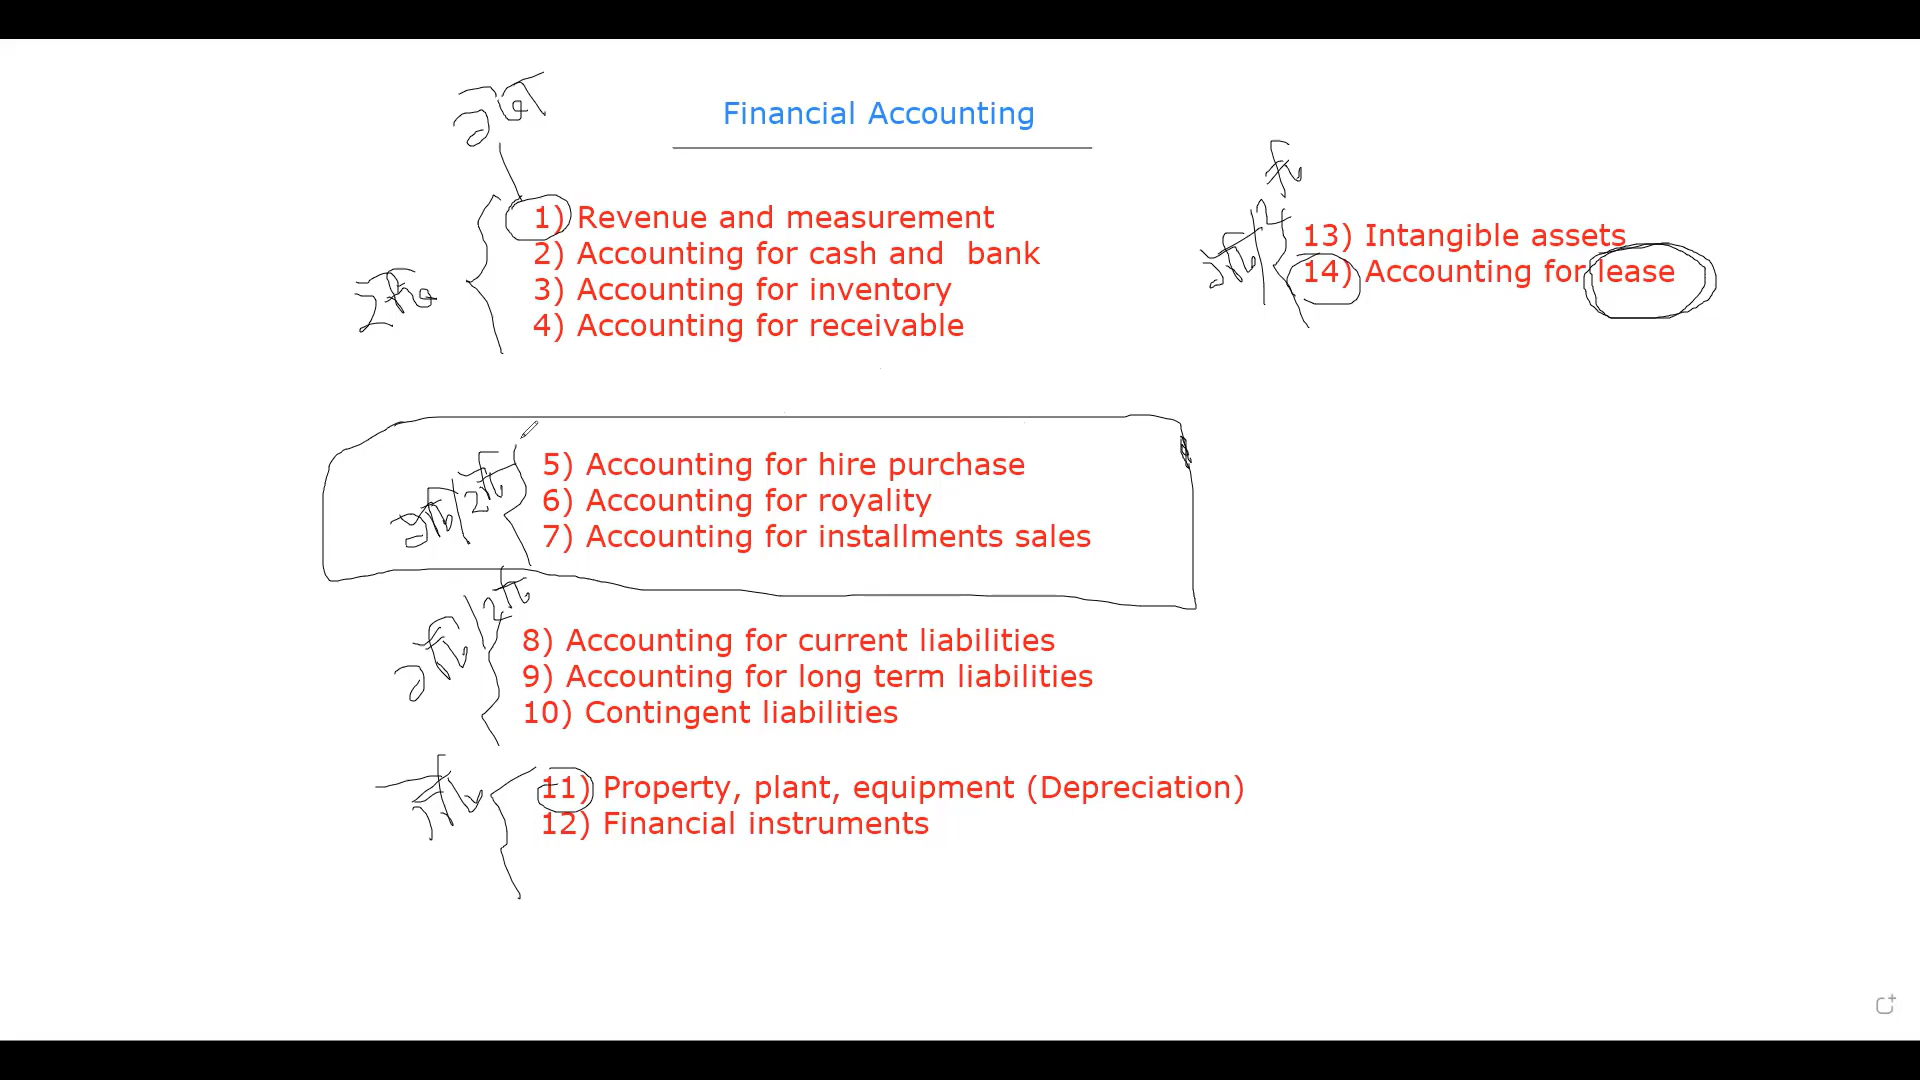 Financial Accounting
1) Revenue and measurement
2) Accounting for cash and bank
3) Accounting for inventory
4) Accounting for receivable
5) Accounting for hire purchase
6) Accounting for royality
7) Accounting for installments sales
8) Accounting for current liabilities
9) Accounting for long term liabilities
10) Contingent liabilities
11) Property, plant, equipment (Depreciation)
12) Financial instruments
13) Intangible assets
14) Accounting for lease